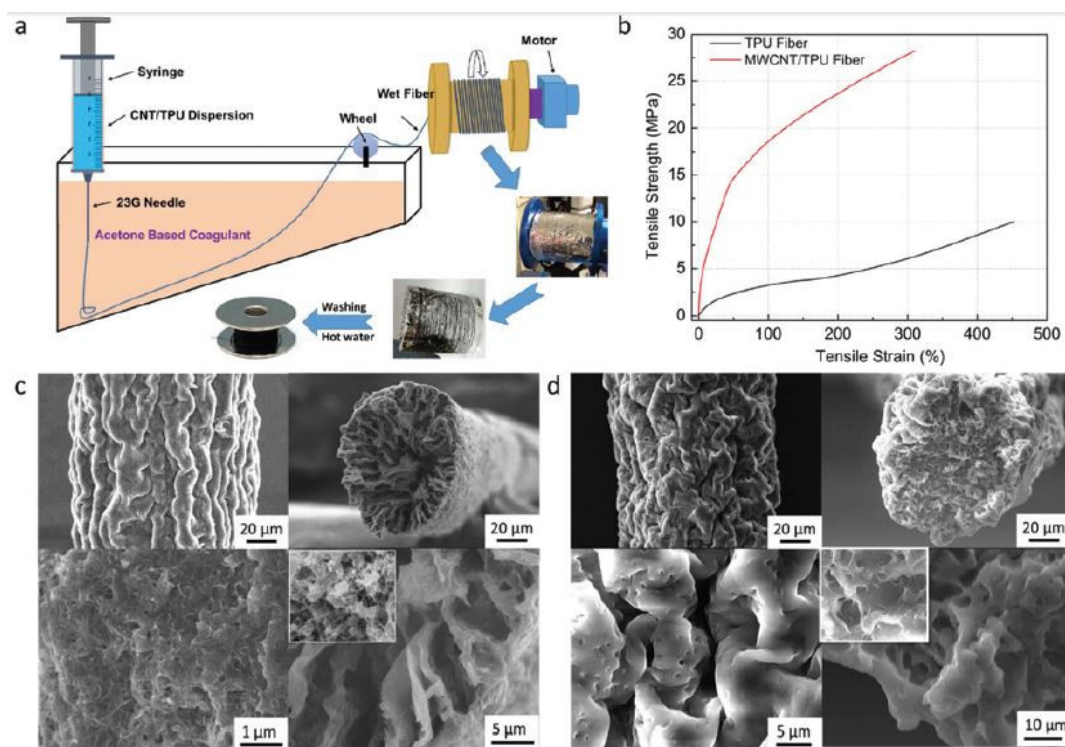 a
Syringe
CNT/TPU Dispersion
23G Needle
Acetone Based Coagulant
Wheel
Wet Fiber
Motor
Washing
Hot water
b
TPU Fiber
MWCNT/TPU Fiber
Tensile Strength (MPa)
30
25
20
15
10
5
0
0 100 200 300 400 500
Tensile Strain (%)
c
20 µm
20 µm
1 µm
5 µm
d
20 µm
20 µm
5 µm
10 µm